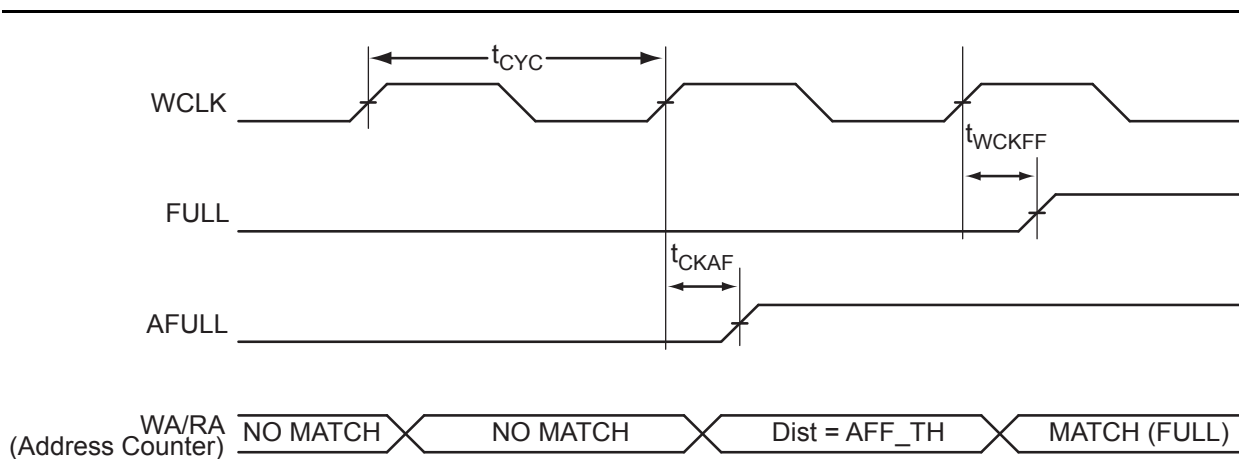 tCYC
WCLK
tWCKFF
FULL
tCKAF
AFULL
WA/RA
(Address Counter)
NO MATCH
NO MATCH
Dist = AFF_TH
MATCH (FULL)